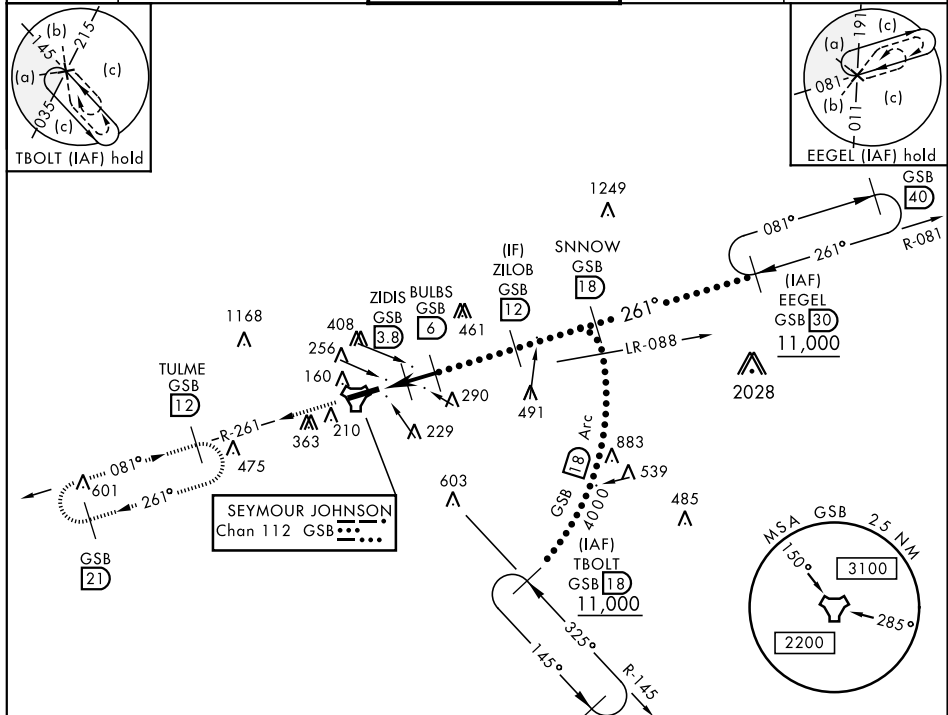 (b)
145
215
(a)
(c)
035
(c)
TBOLT (IAF) hold
191
(c)
(a)
081
(b)
(c)
011
EEGEL (IAF) hold
GSB
40
1249
081°
261°
R-081
(IF)
ZILOB
GSB
12
SNNOW
GSB
18
261°
(IAF)
EEGEL
GSB 30
11,000
ZIDIS
GSB
3.8
BULBS
GSB
6
461
408
1168
256
160
LR-088
2028
TULME
GSB
12
290
491
R-261
363
210
229
475
081°
601
261°
GSB
21
883
539
GSB 18 Arc
4000
603
485
SEYMOUR JOHNSON
Chan 112 GSB
(IAF)
TBOLT
GSB 18
11,000
325°
145°
R-145
MSA GSB 25 NM
150°
3100
285°
2200